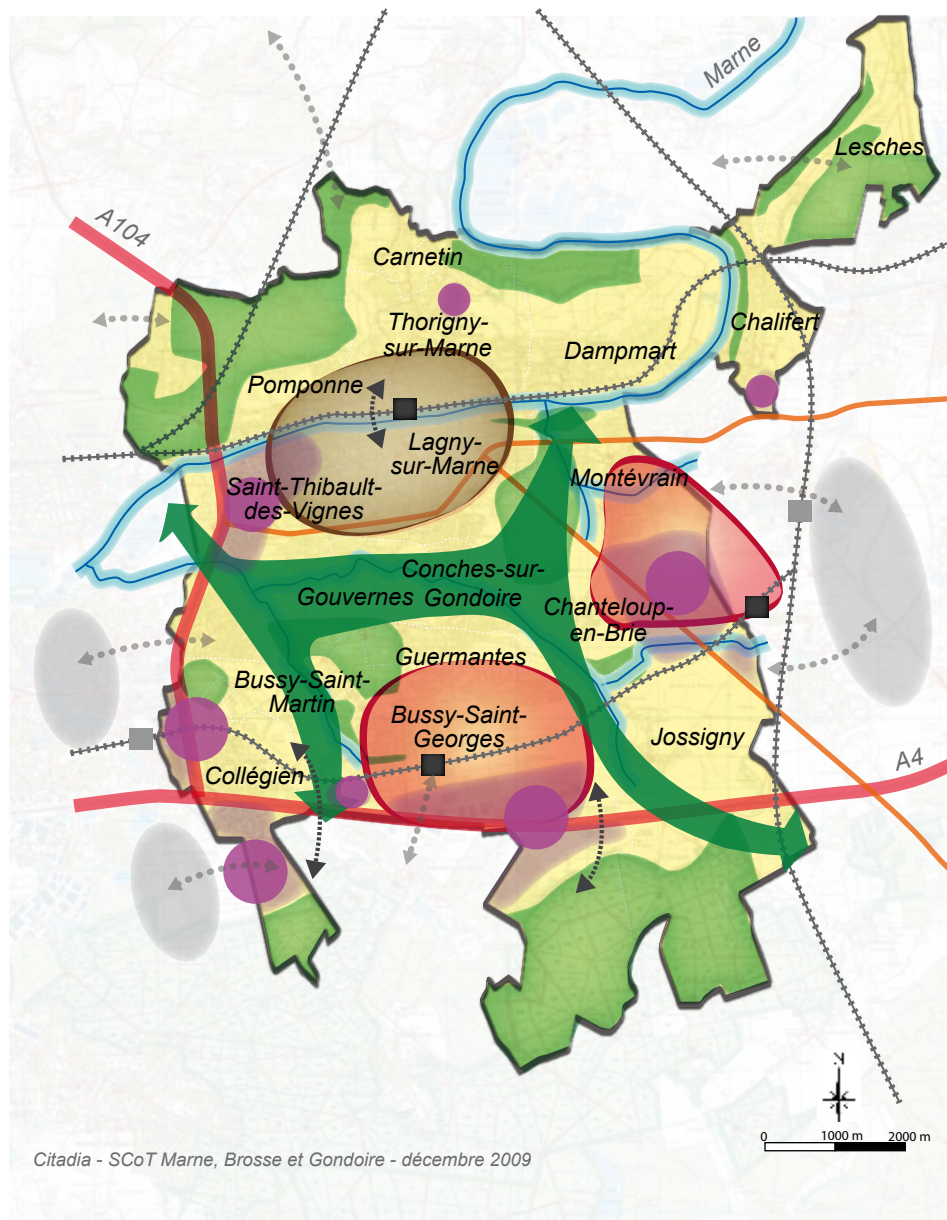 Marne
Lesches
A104
Carnetin
Thorigny-
sur-Marne
Chalifert
Dampmart
Pomponne
Lagny-
sur-Marne
Montévrain
Saint-Thibault-
des-Vignes
Conches-sur-
Gondoire
Gouvernes
Chanteloup-
en-Brie
Guermantes
Bussy-Saint-
Martin
Bussy-Saint-
Georges
Jossigny
Collégien
A4
N
0 1000 m 2000 m
Citadia - SCoT Marne, Brosse et Gondoire - décembre 2009